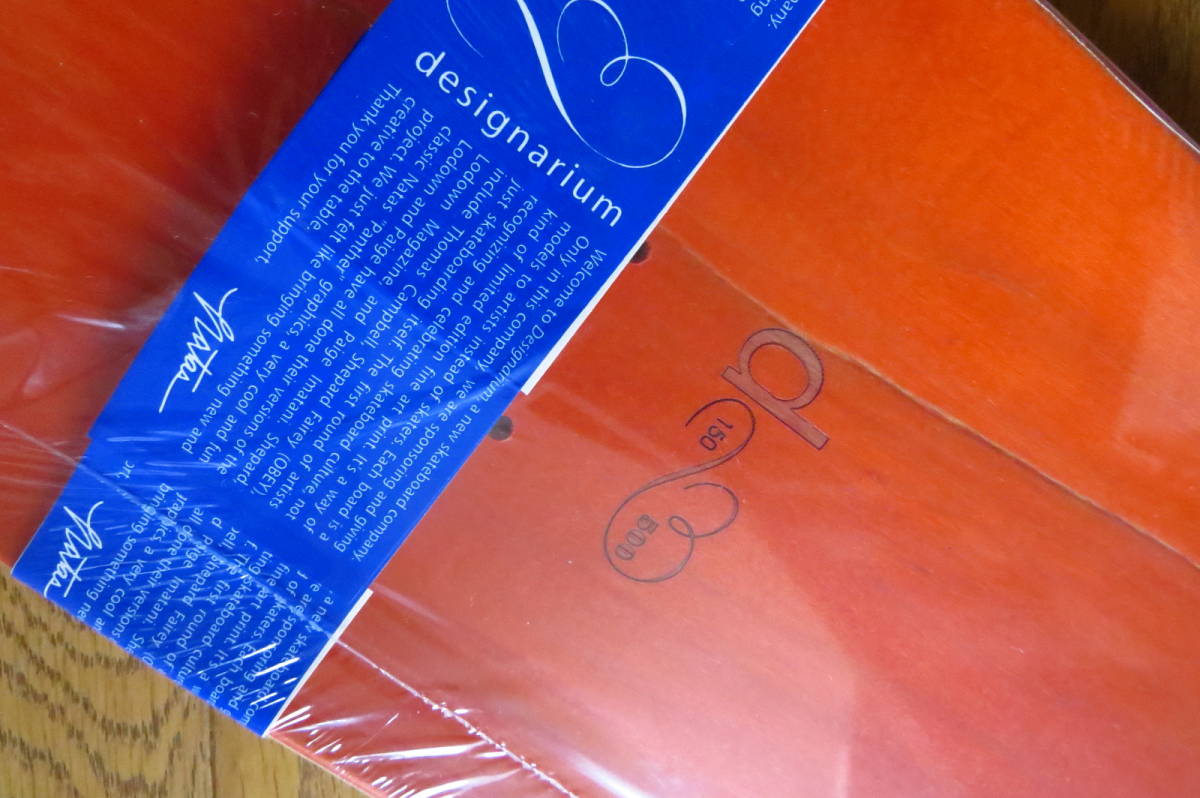 pany.
designarium
Welcome to Designarium a new skateboard company.
Only in this company, we are sponsoring and giving
models to artists instead of skaters. Each board is a
kind of limited edition fine art print. It's a way of
recognizing and celebrating skateboard culture, not
just skateboarding itself. The first round of artists
include Thomas Campbell, Shepard Fairey (OBEY),
Lodown Magazine, and Paige Imatani. Shepard
Lodown and Paige have all done their versions of the
classic Natas "Panther" graphics, a very cool and fun
project. We just felt like bringing something new and
creative to the table.
Thank you for your support.
Natas
Natas
d
150
500